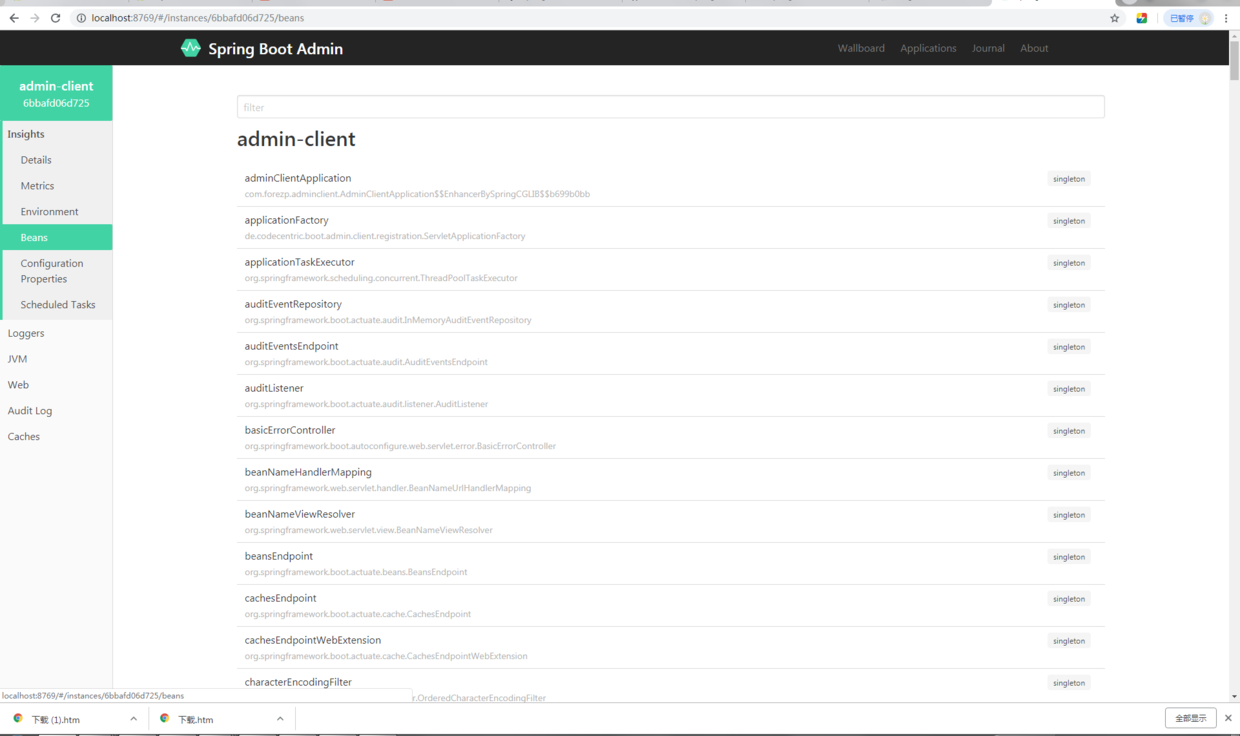 localhost:8769/#/instances/6bbafd06d725/beans
已暂停
Spring Boot Admin
Wallboard
Applications
Journal
About
admin-client
6bbafd06d725
Insights
Details
Metrics
Environment
Beans
Configuration
Properties
Scheduled Tasks
Loggers
JVM
Web
Audit Log
Caches
filter
admin-client
adminClientApplication
singleton
com.forezp.adminclient.AdminClientApplication$$EnhancerBySpringCGLIB$$b699b0bb
applicationFactory
singleton
de.codecentric.boot.admin.client.registration.ServletApplicationFactory
applicationTaskExecutor
singleton
org.springframework.scheduling.concurrent.ThreadPoolTaskExecutor
auditEventRepository
singleton
org.springframework.boot.actuate.audit.InMemoryAuditEventRepository
auditEventsEndpoint
singleton
org.springframework.boot.actuate.audit.AuditEventsEndpoint
auditListener
singleton
org.springframework.boot.actuate.audit.listener.AuditListener
basicErrorController
singleton
org.springframework.boot.autoconfigure.web.servlet.error.BasicErrorController
beanNameHandlerMapping
singleton
org.springframework.web.servlet.handler.BeanNameUrlHandlerMapping
beanNameViewResolver
singleton
org.springframework.web.servlet.view.BeanNameViewResolver
beansEndpoint
singleton
org.springframework.boot.actuate.beans.BeansEndpoint
cachesEndpoint
singleton
org.springframework.boot.actuate.cache.CachesEndpoint
cachesEndpointWebExtension
singleton
org.springframework.boot.actuate.cache.CachesEndpointWebExtension
characterEncodingFilter
singleton
r.OrderedCharacterEncodingFilter
localhost:8769/#/instances/6bbafd06d725/beans
下载 (1).htm
下载.htm
全部显示